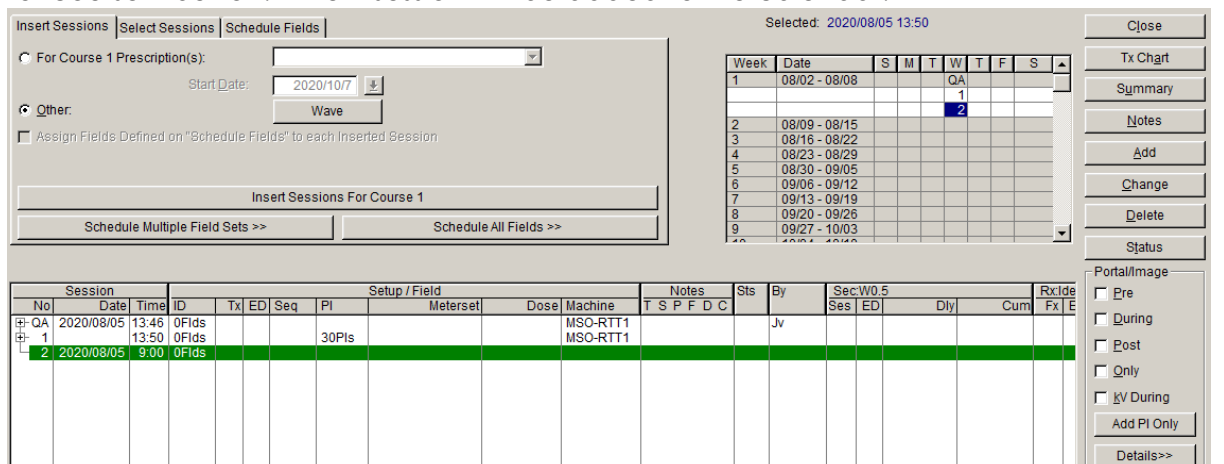 Insert Sessions Select Sessions Schedule Fields
Selected: 2020/08/05 13:50
Close
For Course 1 Prescription(s):
Tx Chart
Week Date S M T W T F S
1 08/02 - 08/08 QA
Start Date: 2020/10/7
Summary
1
Other: Wave
2
Notes
2 08/09 - 08/15
Assign Fields Defined on "Schedule Fields" to each Inserted Session
3 08/16 - 08/22
4 08/23 - 08/29
Add
5 08/30 - 09/05
6 09/06 - 09/12
Change
Insert Sessions For Course 1
7 09/13 - 09/19
8 09/20 - 09/26
Delete
Schedule Multiple Field Sets >> Schedule All Fields >>
9 09/27 - 10/03
Status
Portal/Image
Session Setup / Field Notes Sts By Sec:W0.5 Rx:Ide
No Date Time ID Tx ED Seq PI Meterset Dose Machine T S P F D C Ses ED Dly Cum Fx E
Pre
QA 2020/08/05 13:46 0Flds MSO-RTT1 Jv
During
1 13:50 0Flds 30PIs MSO-RTT1
2 2020/08/05 9:00 0Flds
Post
Only
kV During
Add PI Only
Details>>